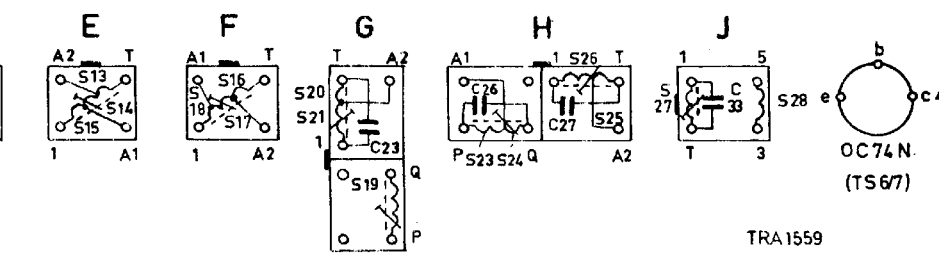 E F G H J
A2 T A1 T T A2 A1 1 S26 T 1 5 b
S13 S16 S20 C26 S
S14 S 18 S21 C27 S25 27 C 33 S28 e c
S15 S17 1 C23
1 A1 1 A2 P S23 S24 Q A2 T 3 OC74N.
S19 Q (TS6/7)
P TRA1559